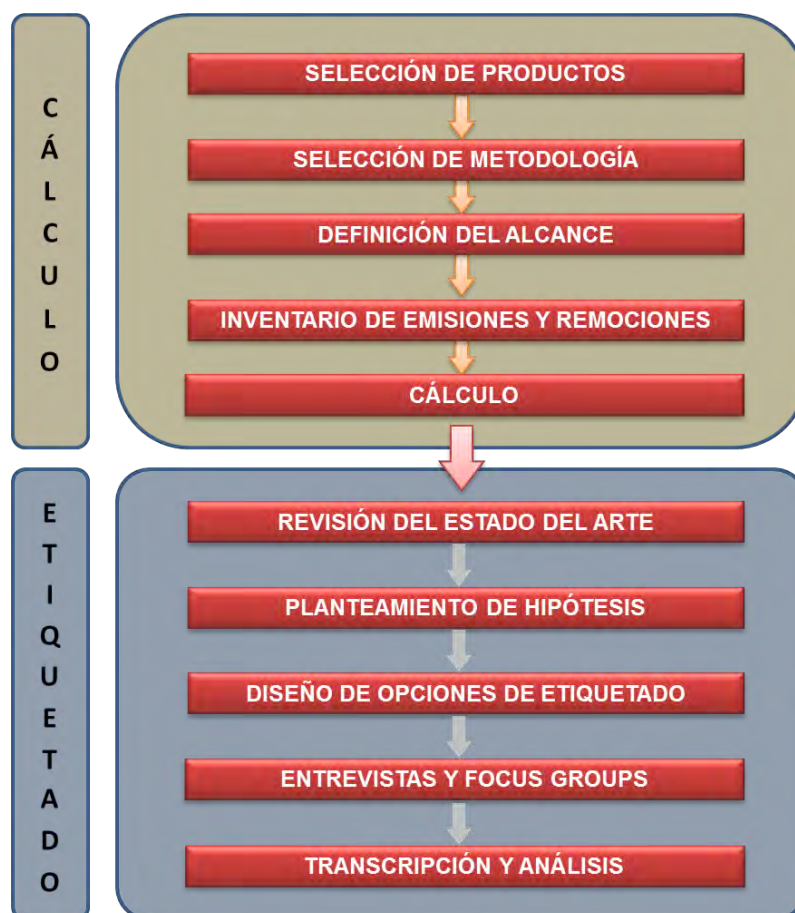 CÁLCULO
SELECCIÓN DE PRODUCTOS
SELECCIÓN DE METODOLOGÍA
DEFINICIÓN DEL ALCANCE
INVENTARIO DE EMISIONES Y REMOCIONES
CÁLCULO
ETIQUETADO
REVISIÓN DEL ESTADO DEL ARTE
PLANTEAMIENTO DE HIPÓTESIS
DISEÑO DE OPCIONES DE ETIQUETADO
ENTREVISTAS Y FOCUS GROUPS
TRANSCRIPCIÓN Y ANÁLISIS